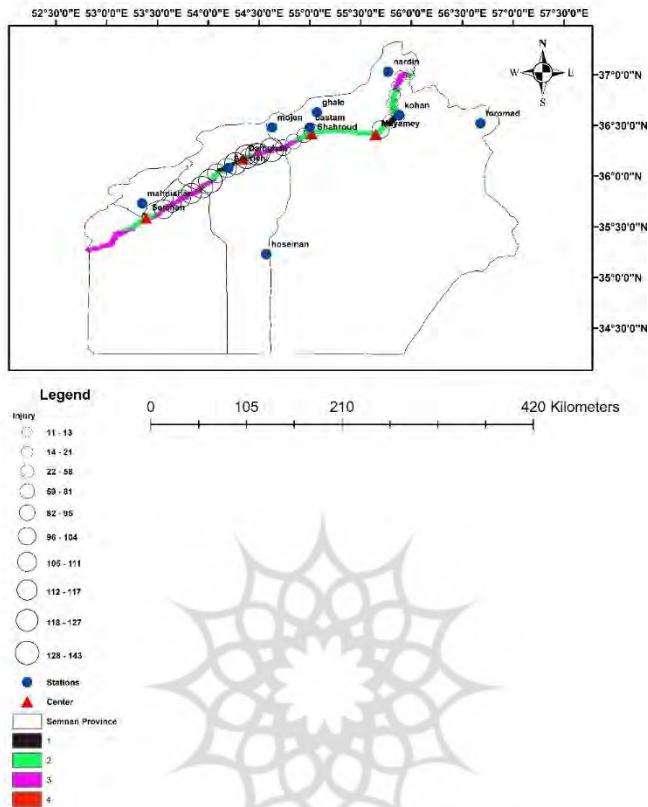 52°30'0"E 53°0'0"E 53°30'0"E 54°0'0"E 54°30'0"E 55°0'0"E 55°30'0"E 56°0'0"E 56°30'0"E 57°0'0"E 57°30'0"E
N
W E
S
nardin
37°0'0"N
ghale
kohan
foromad
mojen
bastam
36°30'0"N
Shahroud
Mayamey
36°0'0"N
35°30'0"N
hoseinan
35°0'0"N
34°30'0"N
Legend
Injury
0 105 210 420 Kilometers
11 - 13
14 - 21
22 - 58
59 - 81
82 - 95
96 - 104
105 - 111
112 - 117
118 - 127
128 - 143
Stations
Center
Semnan Province
1
2
3
4